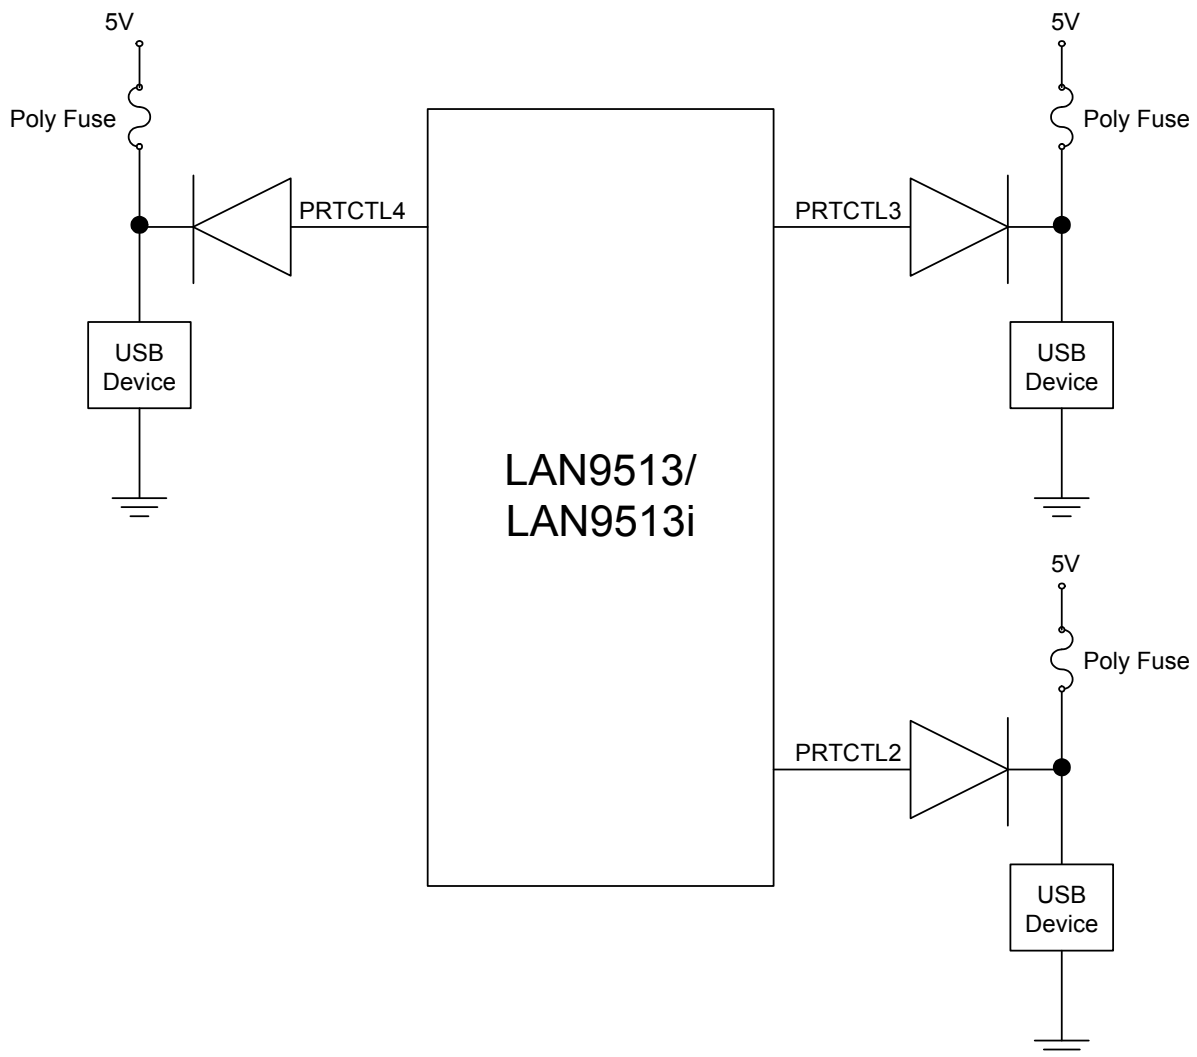 5V
5V
Poly Fuse
Poly Fuse
PRTCTL4
PRTCTL3
USB
Device
USB
Device
LAN9513/
LAN9513i
5V
Poly Fuse
PRTCTL2
USB
Device